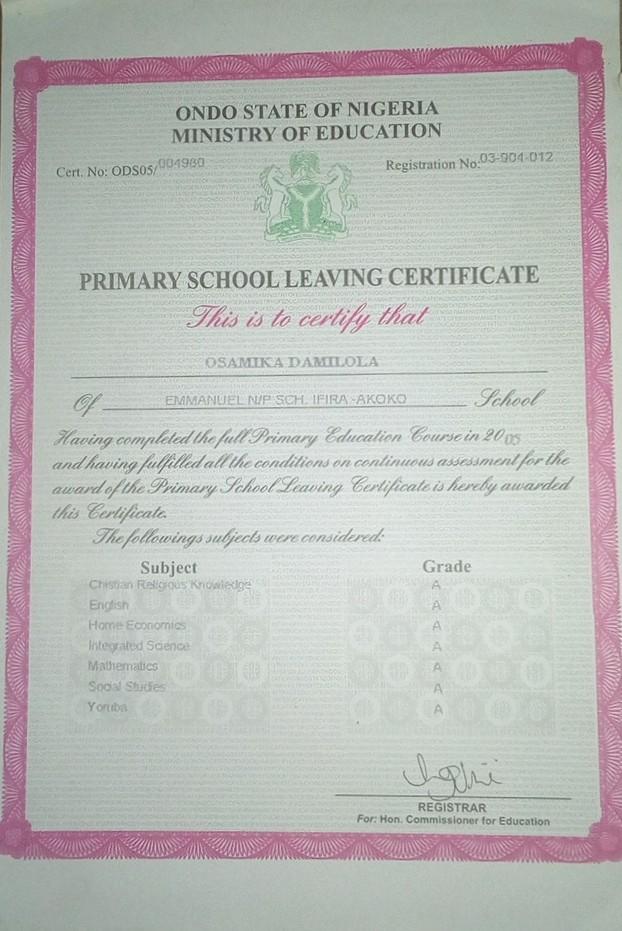 ONDO STATE OF NIGERIA
MINISTRY OF EDUCATION
Cert. No: ODS05/004980
Registration No:03-904-012
PRIMARY SCHOOL LEAVING CERTIFICATE
This is to certify that
OSAMIKA DAMILOLA
Of EMMANUEL N/P SCH. IFIRA -AKOKO School
Having completed the full Primary Education Course in 2005
and having fulfilled all the conditions on continuous assessment for the
award of the Primary School Leaving Certificate is hereby awarded
this Certificate.
The followings subjects were considered:
Subject Grade
Christian Religious Knowledge A
English A
Home Economics A
Integrated Science A
Mathematics A
Social Studies A
Yoruba A
REGISTRAR
For: Hon. Commissioner for Education